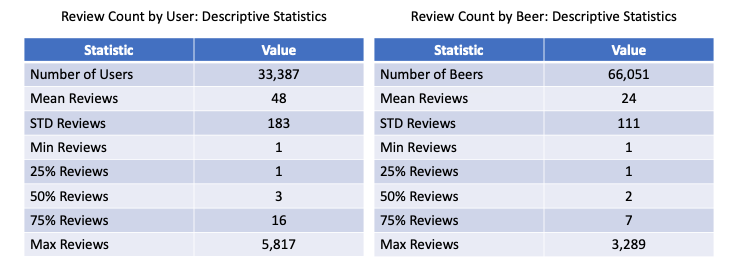 Review Count by User: Descriptive Statistics
Statistic Value
Number of Users 33,387
Mean Reviews 48
STD Reviews 183
Min Reviews 1
25% Reviews 1
50% Reviews 3
75% Reviews 16
Max Reviews 5,817
Review Count by Beer: Descriptive Statistics
Statistic Value
Number of Beers 66,051
Mean Reviews 24
STD Reviews 111
Min Reviews 1
25% Reviews 1
50% Reviews 2
75% Reviews 7
Max Reviews 3,289